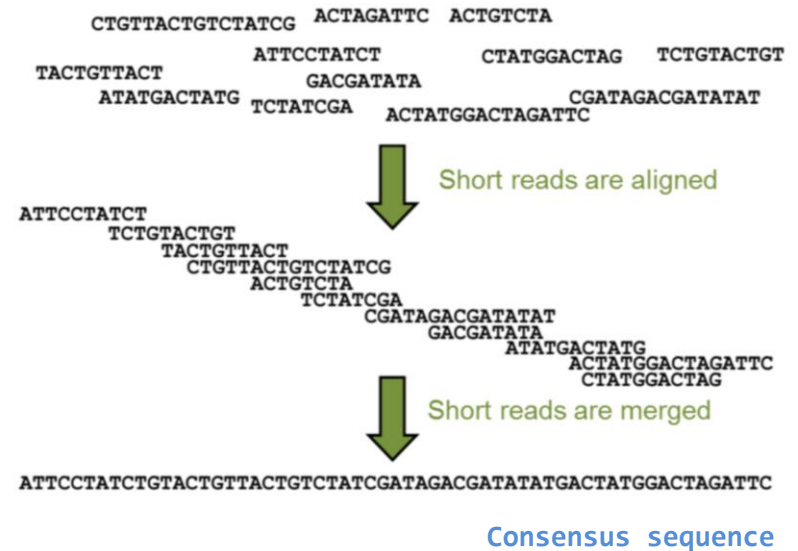 CTGTTACTGTCTATCG ACTAGATTC ACTGTCTA
ATTCCTATCT CTATGGACTAG TCTGTACTGT
TACTGTTACT GACGATATA
ATATGACTATG TCTATCGA CGATAGACGATATAT
ACTATGGACTAGATTC
Short reads are aligned
ATTCCTATCT
TCTGTACTGT
TACTGTTACT
CTGTTACTGTCTATCG
ACTGTCTA
TCTATCGA
CGATAGACGATATAT
GACGATATA
ATATGACTATG
ACTATGGACTAGATTC
CTATGGACTAG
Short reads are merged
ATTCCTATCTGTACTGTTACTGTCTATCGATAGACGATATATGACTATGGACTAGATTC
Consensus sequence